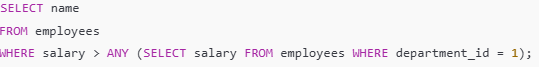 SELECT name
FROM employees
WHERE salary > ANY (SELECT salary FROM employees WHERE department_id = 1);